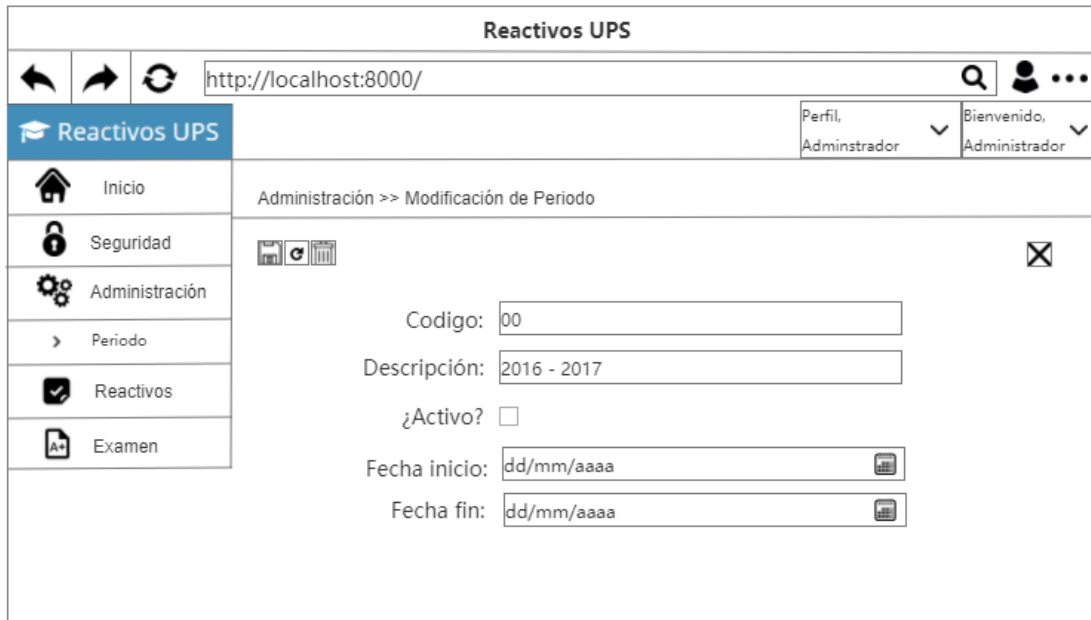 Reactivos UPS
http://localhost:8000/
Reactivos UPS
Perfil,
Adminstrador
Bienvenido,
Administrador
Inicio
Administración >> Modificación de Periodo
Seguridad
Administración
Periodo
Reactivos
A+
Examen
Codigo: 00
Descripción: 2016 - 2017
¿Activo?
Fecha inicio: dd/mm/aaaa
Fecha fin: dd/mm/aaaa